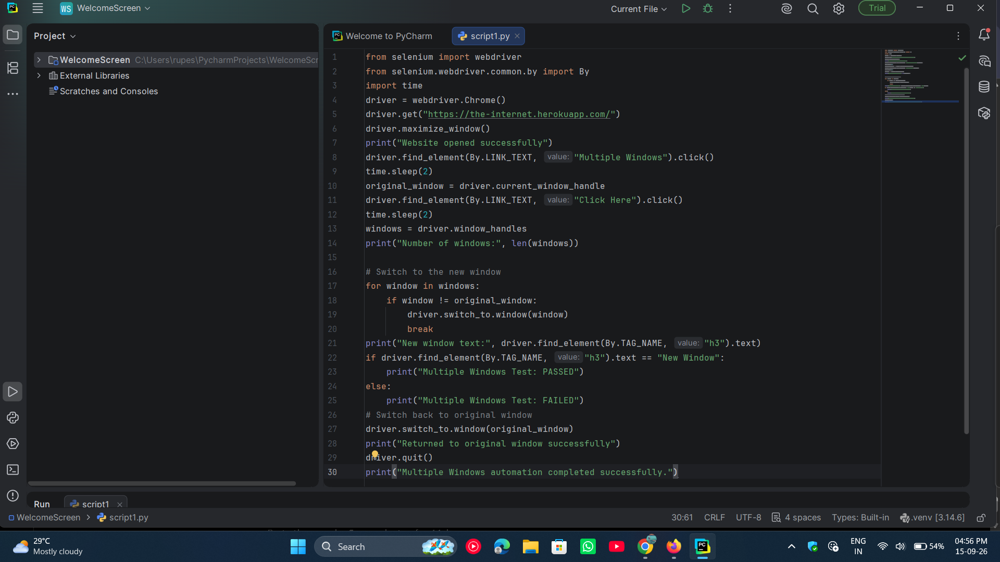 WS WelcomeScreen
Current File
Trial
Project
WelcomeScreen C:\Users\rupes\PycharmProjects\WelcomeScr
External Libraries
Scratches and Consoles
Welcome to PyCharm
script1.py
1 from selenium import webdriver
2 from selenium.webdriver.common.by import By
3 import time
4 driver = webdriver.Chrome()
5 driver.get("https://the-internet.herokuapp.com/")
6 driver.maximize_window()
7 print("Website opened successfully")
8 driver.find_element(By.LINK_TEXT, value: "Multiple Windows").click()
9 time.sleep(2)
10 original_window = driver.current_window_handle
11 driver.find_element(By.LINK_TEXT, value: "Click Here").click()
12 time.sleep(2)
13 windows = driver.window_handles
14 print("Number of windows:", len(windows))
15
16 # Switch to the new window
17 for window in windows:
18     if window != original_window:
19         driver.switch_to.window(window)
20         break
21 print("New window text:", driver.find_element(By.TAG_NAME, value: "h3").text)
22 if driver.find_element(By.TAG_NAME, value: "h3").text == "New Window":
23     print("Multiple Windows Test: PASSED")
24 else:
25     print("Multiple Windows Test: FAILED")
26 # Switch back to original window
27 driver.switch_to.window(original_window)
28 print("Returned to original window successfully")
29 driver.quit()
30 print("Multiple Windows automation completed successfully.")
Run script1
WelcomeScreen > script1.py
30:61 CRLF UTF-8 4 spaces Types: Built-in .venv [3.14.6]
29°C
Mostly cloudy
Search
ENG
IN
54%
04:56 PM
15-09-26